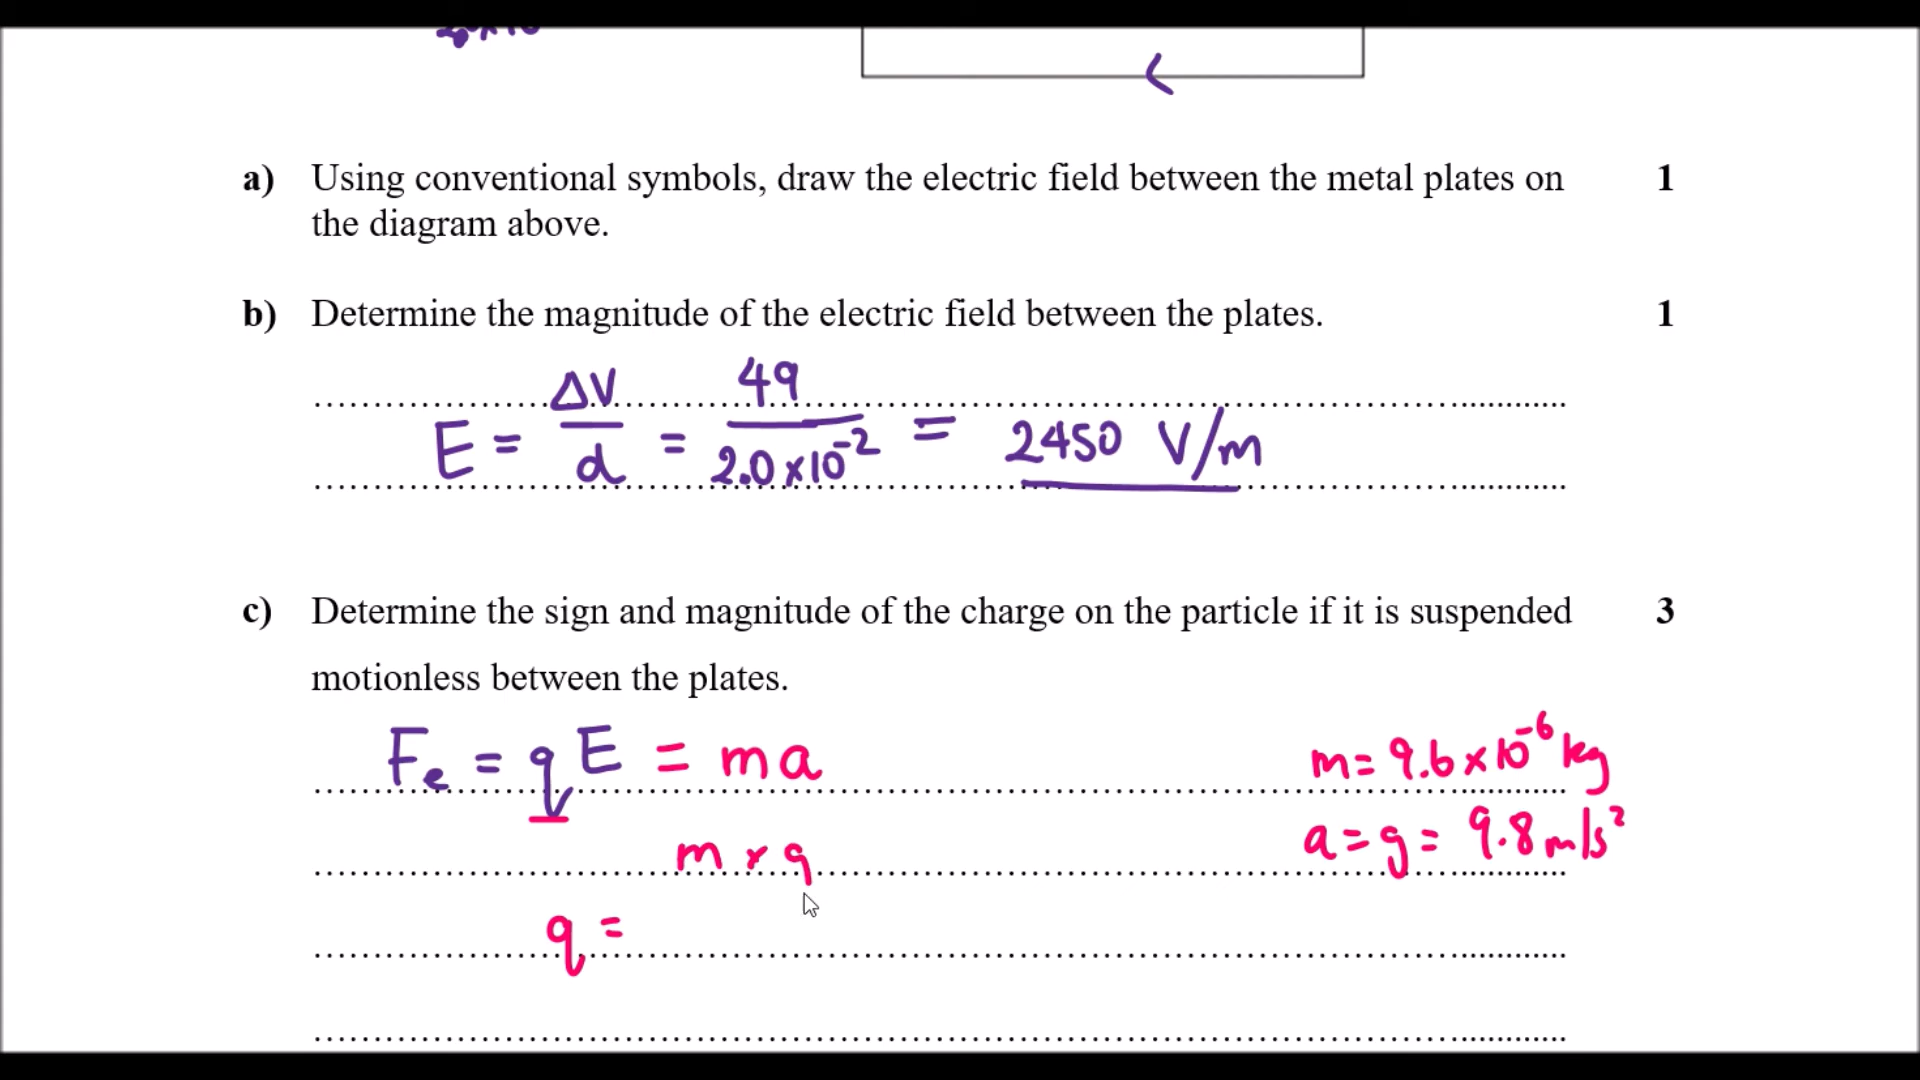 a) Using conventional symbols, draw the electric field between the metal plates on 1
the diagram above.
b) Determine the magnitude of the electric field between the plates. 1
E = ΔV/d = 49/2.0×10⁻² = 2450 V/m
c) Determine the sign and magnitude of the charge on the particle if it is suspended 3
motionless between the plates.
Fe = qE = ma m = 9.6×10⁻⁶ kg
m × g a = g = 9.8 m/s²
q =